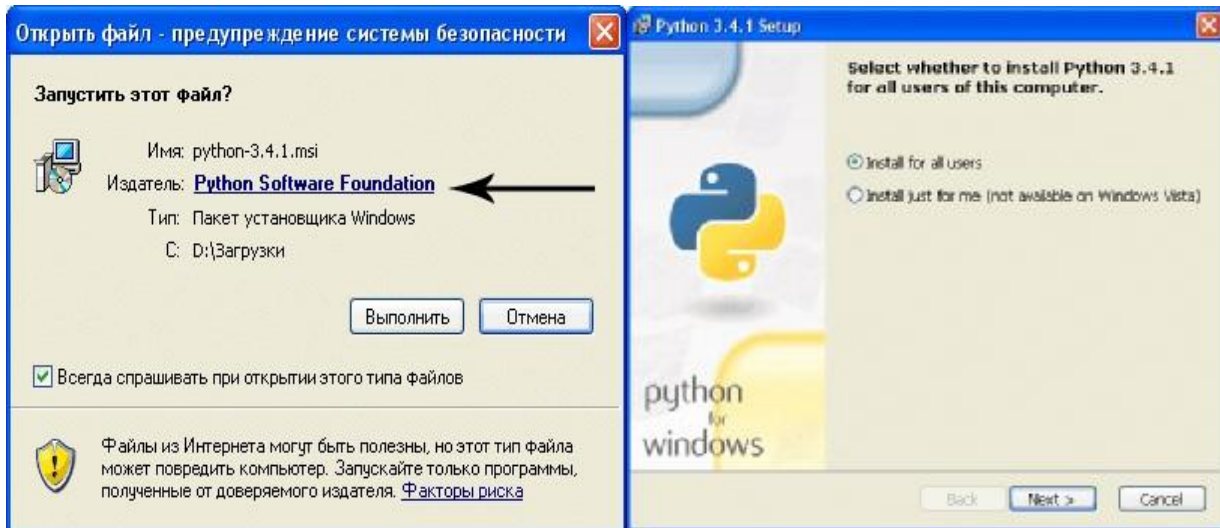 Открыть файл - предупреждение системы безопасности
Запустить этот файл?
Имя: python-3.4.1.msi
Издатель: Python Software Foundation
Тип: Пакет установщика Windows
С: D:\Загрузки
Выполнить Отмена
Всегда спрашивать при открытии этого типа файлов
Файлы из Интернета могут быть полезны, но этот тип файла
может повредить компьютер. Запускайте только программы,
полученные от доверяемого издателя. Факторы риска
Python 3.4.1 Setup
Select whether to install Python 3.4.1
for all users of this computer.
Install for all users
Install just for me (not available on Windows Vista)
python
for
windows
Back Next > Cancel